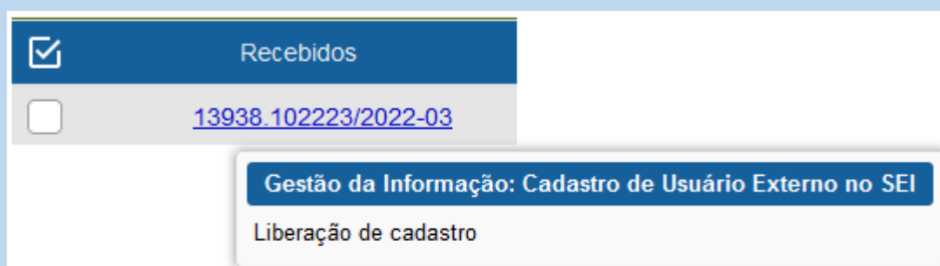 Recebidos
13938.102223/2022-03
Gestão da Informação: Cadastro de Usuário Externo no SEI
Liberação de cadastro